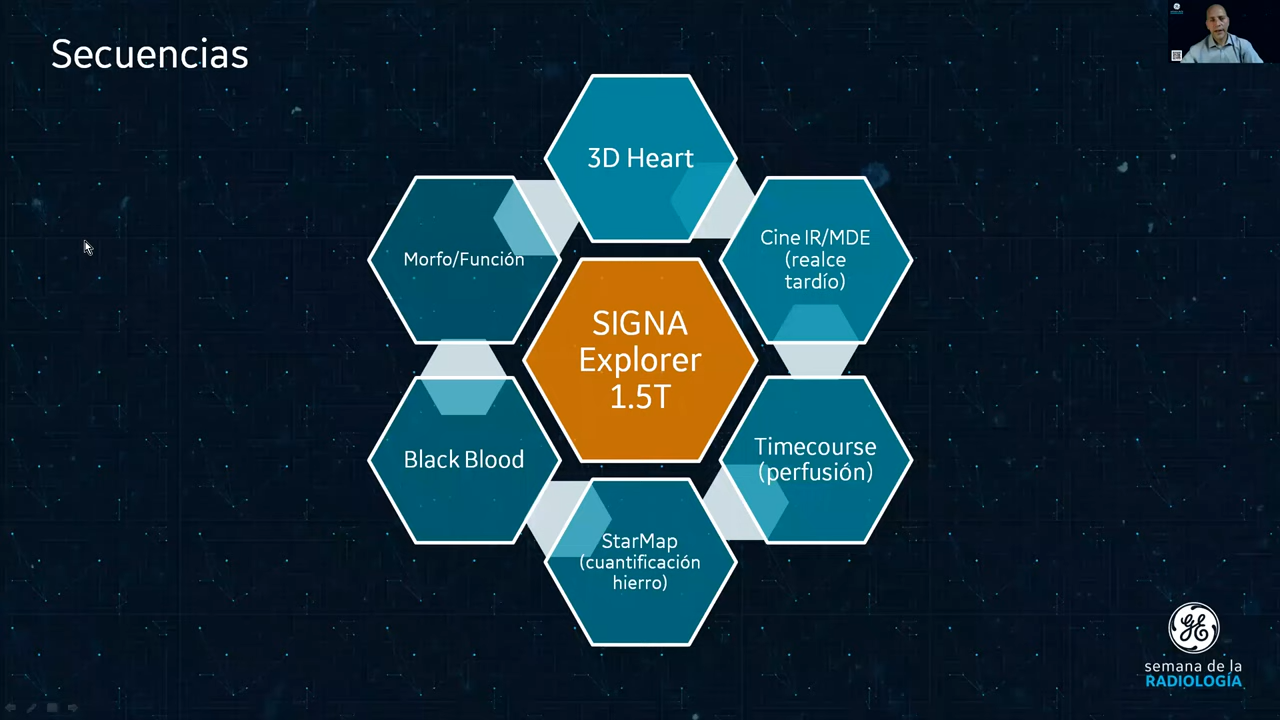 Secuencias
3D Heart
Cine IR/MDE
(realce
tardío)
Timecourse
(perfusión)
StarMap
(cuantificación
hierro)
Black Blood
Morfo/Función
SIGNA
Explorer
1.5T
semana de la
RADIOLOGÍA